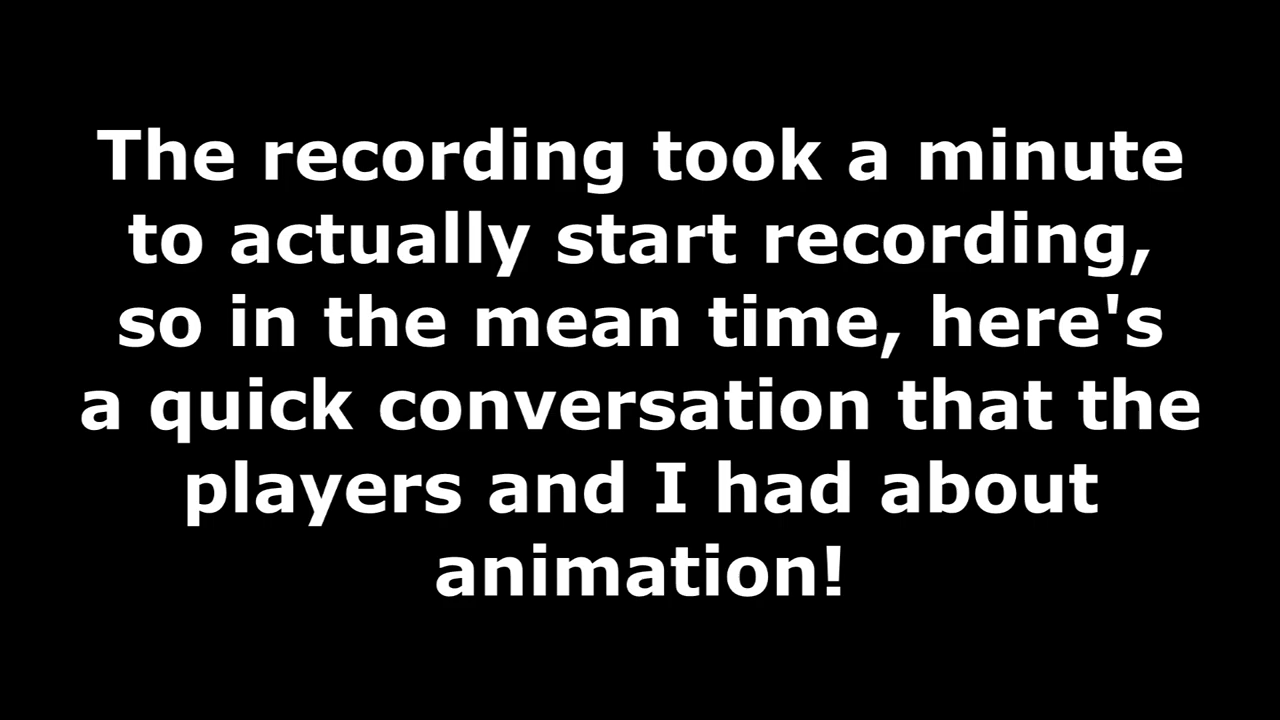 The recording took a minute
to actually start recording,
so in the mean time, here's
a quick conversation that the
players and I had about
animation!